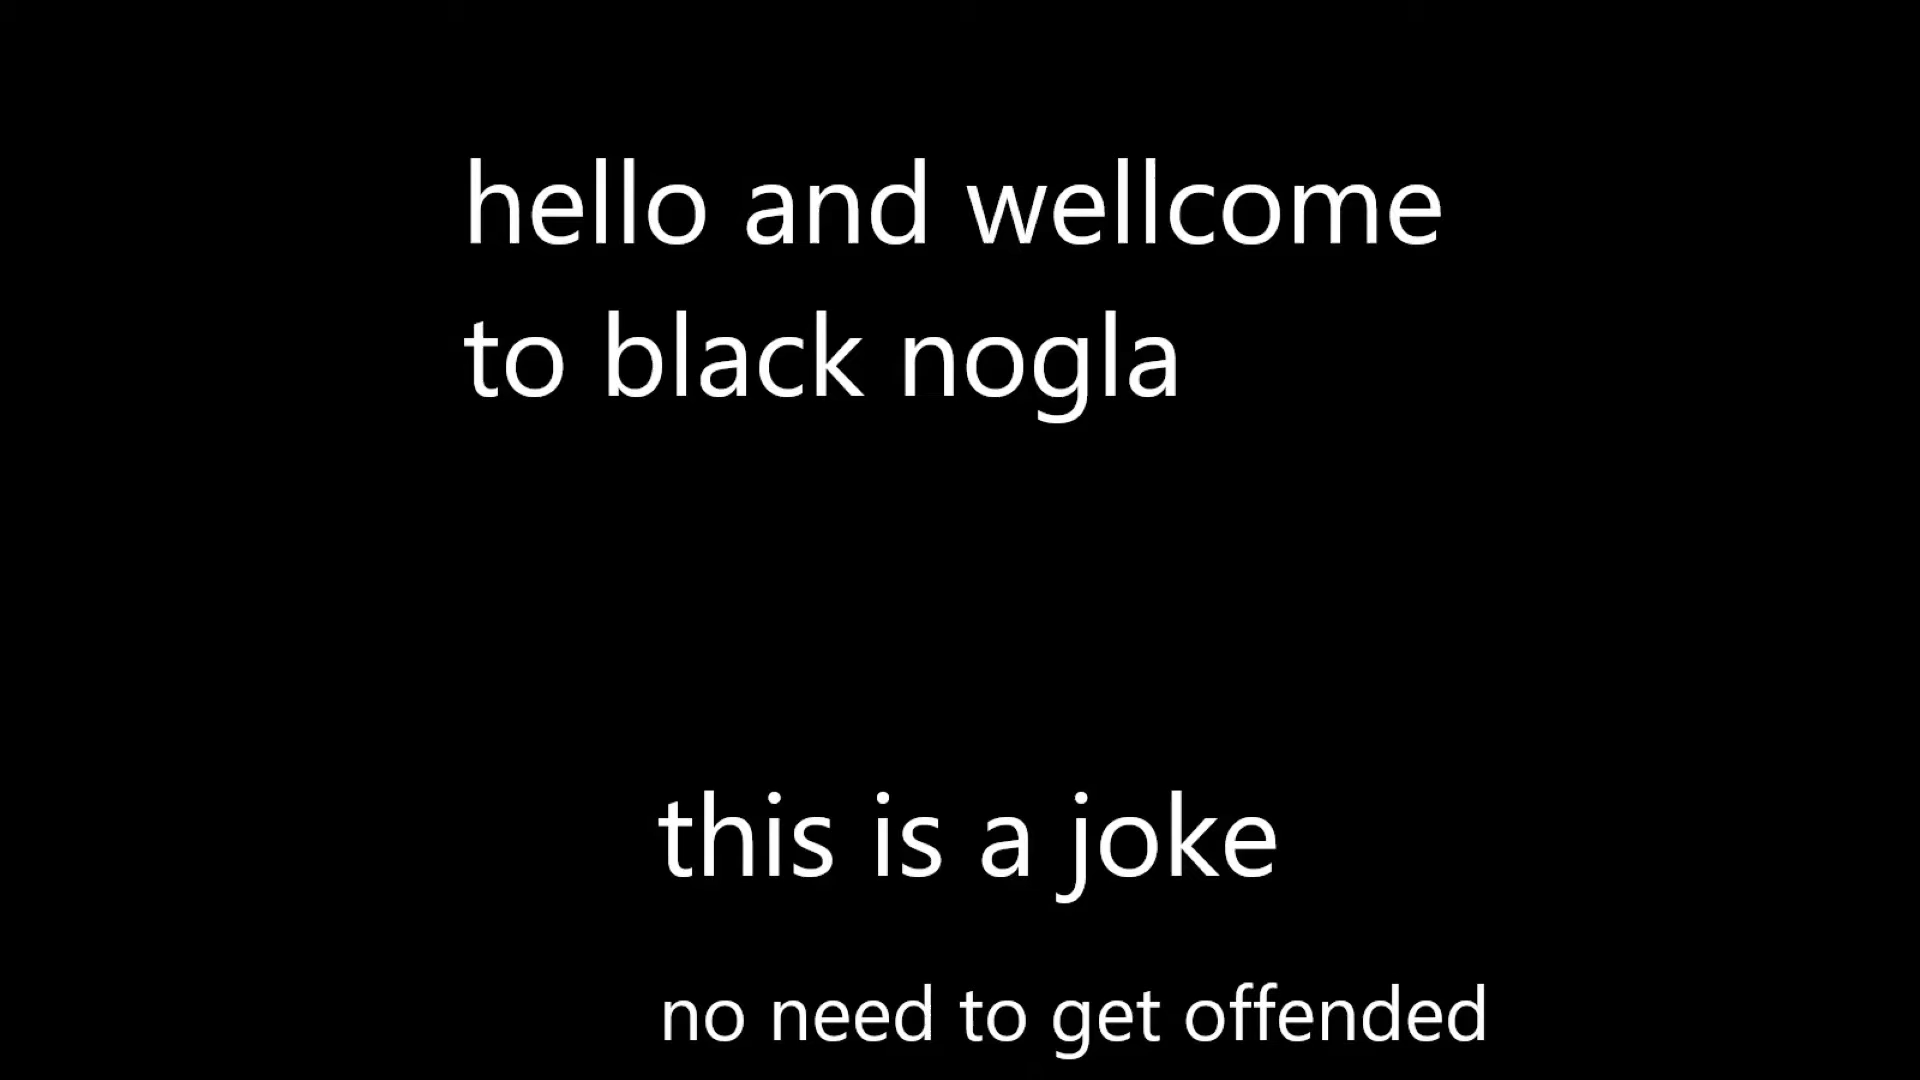 hello and wellcome
to black nogla
this is a joke
no need to get offended